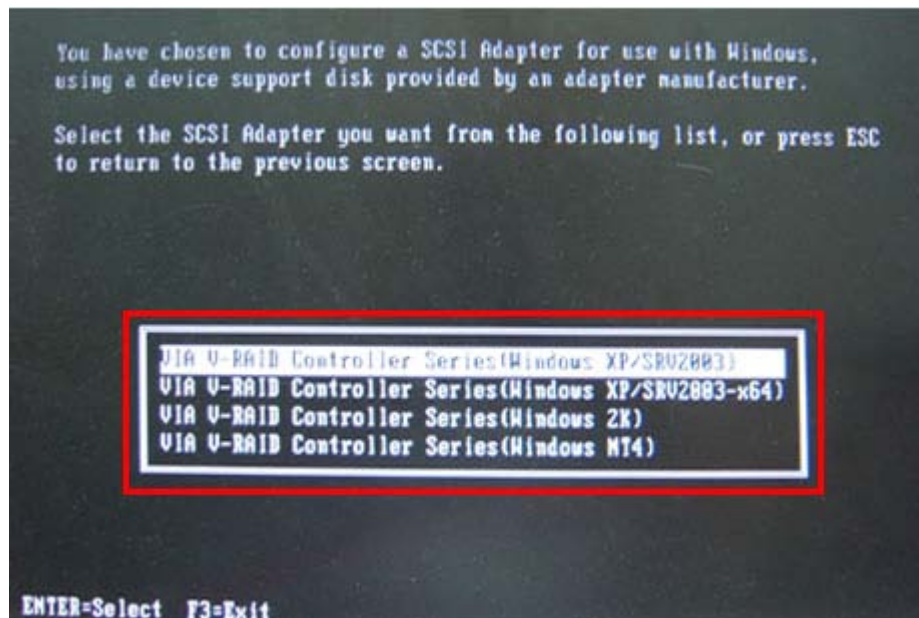 You have chosen to configure a SCSI Adapter for use with Windows,
using a device support disk provided by an adapter manufacturer.
Select the SCSI Adapter you want from the following list, or press ESC
to return to the previous screen.
VIA V-RAID Controller Series(Windows XP/SRV2003)
VIA V-RAID Controller Series(Windows XP/SRV2003-x64)
VIA V-RAID Controller Series(Windows 2K)
VIA V-RAID Controller Series(Windows NT4)
ENTER=Select F3=Exit